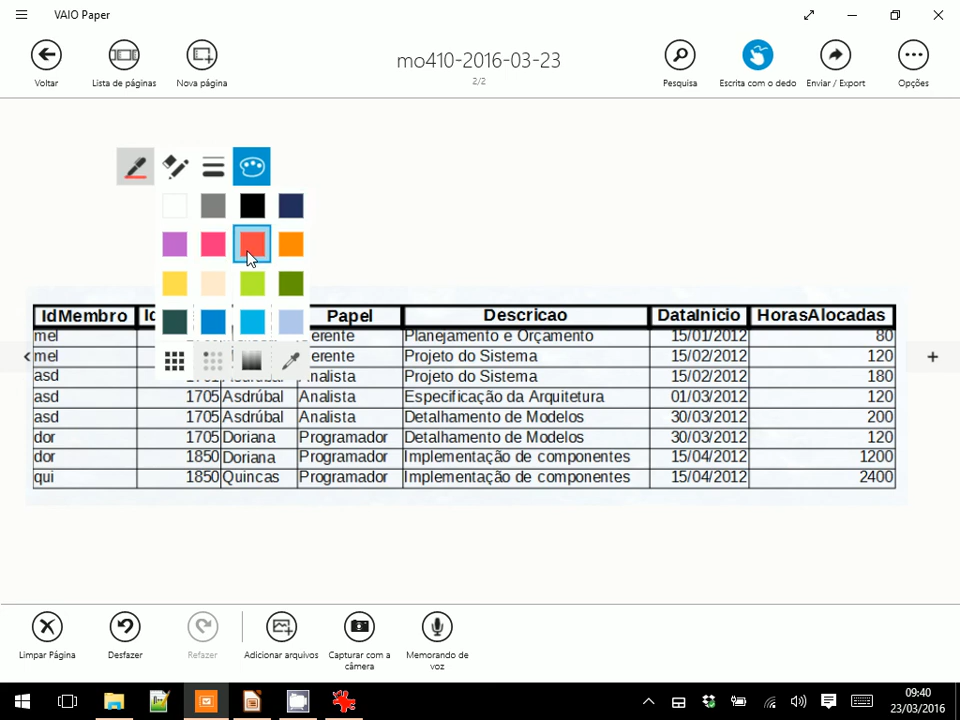 VAIO Paper
mo410-2016-03-23
2/2
Voltar
Lista de páginas
Nova página
Pesquisa
Escrita com o dedo
Enviar / Export
Opções
IdMembro Papel Descricao DataInicio HorasAlocadas
mel Planejamento e Orçamento 15/01/2012 80
mel Projeto do Sistema 15/02/2012 120
asd Analista Projeto do Sistema 15/02/2012 180
asd 1705 Asdrúbal Analista Especificação da Arquitetura 01/03/2012 120
asd 1705 Asdrúbal Analista Detalhamento de Modelos 30/03/2012 200
dor 1705 Doriana Programador Detalhamento de Modelos 30/03/2012 120
dor 1850 Doriana Programador Implementação de componentes 15/04/2012 1200
qui 1850 Quincas Programador Implementação de componentes 15/04/2012 2400
Limpar Página
Desfazer
Refazer
Adicionar arquivos
Capturar com a
câmera
Memorando de
voz
09:40
23/03/2016